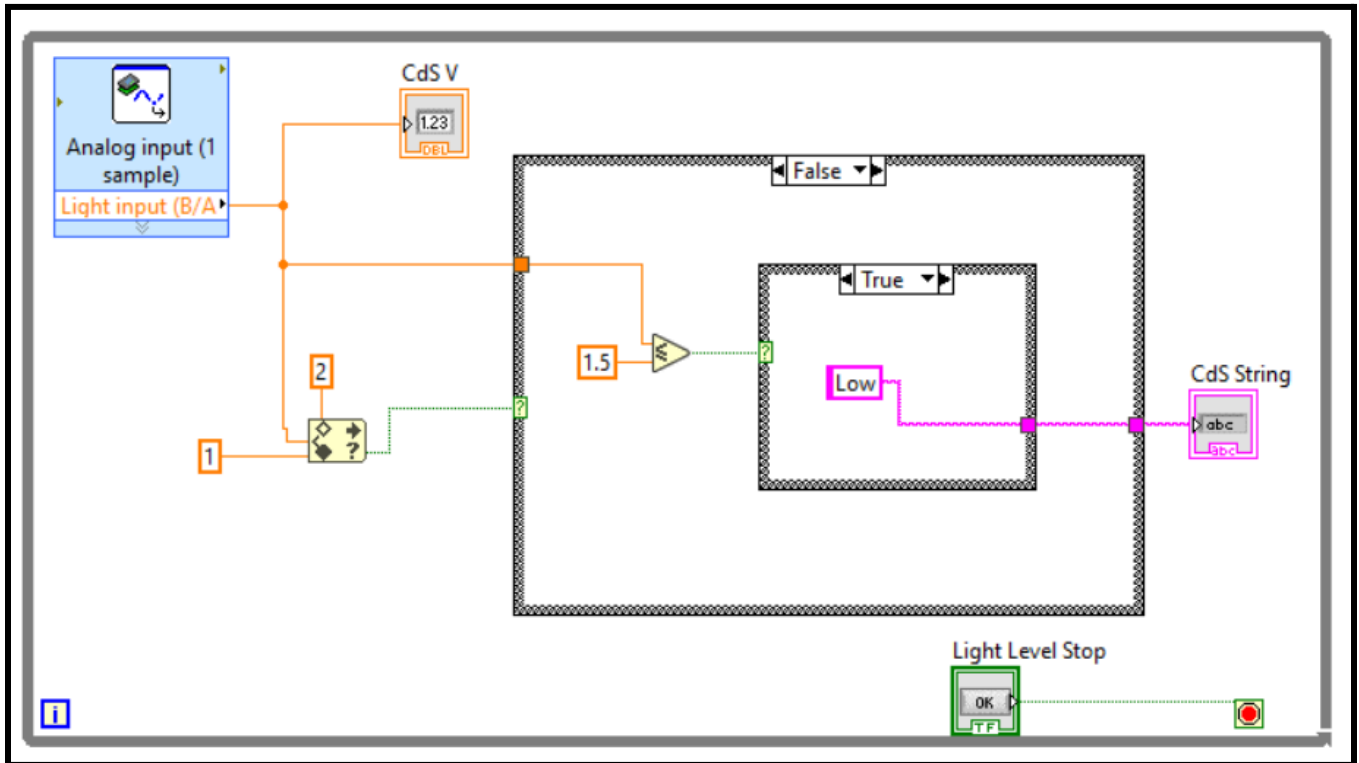 CdS V
1.23
DBL
Analog input (1
sample)
Light input (B/A
False
True
1.5
?
Low
CdS String
abc
abc
2
?
?
1
Light Level Stop
OK
TF
i